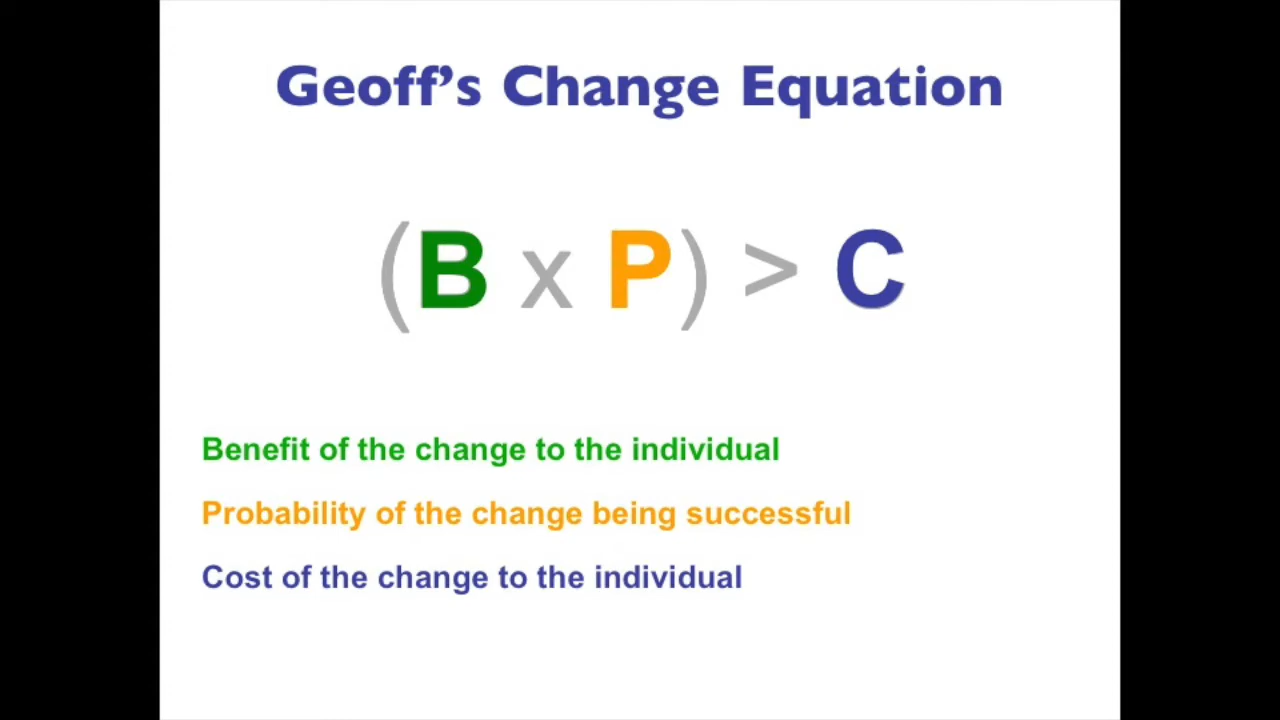 Geoff’s Change Equation
(B x P) > C
Benefit of the change to the individual
Probability of the change being successful
Cost of the change to the individual